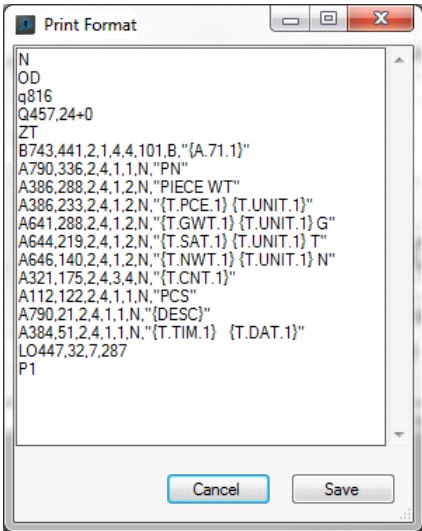 Print Format
N
OD
q816
Q457,24+0
ZT
B743,441,2,1,4,4,101,B,"{A.71.1}"
A790,336,2,4,1,1,N,"PN"
A386,288,2,4,1,2,N,"PIECE WT"
A386,233,2,4,1,2,N,"{T.PCE.1} {T.UNIT.1}"
A641,288,2,4,1,2,N,"{T.GWT.1} {T.UNIT.1} G"
A644,219,2,4,1,2,N,"{T.SAT.1} {T.UNIT.1} T"
A646,140,2,4,1,2,N,"{T.NWT.1} {T.UNIT.1} N"
A321,175,2,4,3,4,N,"{T.CNT.1}"
A112,122,2,4,1,1,N,"PCS"
A790,21,2,4,1,1,N,"{DESC}"
A384,51,2,4,1,1,N,"{T.TIM.1}   {T.DAT.1}"
LO447,32,7,287
P1
Cancel Save